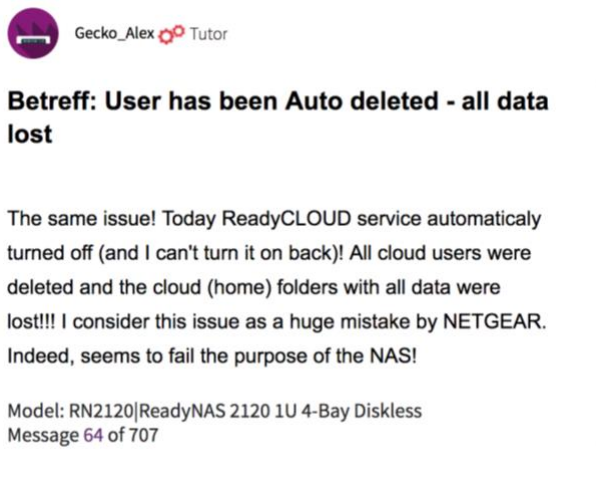 Gecko_Alex Tutor
Betreff: User has been Auto deleted - all data
lost
The same issue! Today ReadyCLOUD service automaticaly
turned off (and I can't turn it on back)! All cloud users were
deleted and the cloud (home) folders with all data were
lost!!! I consider this issue as a huge mistake by NETGEAR.
Indeed, seems to fail the purpose of the NAS!
Model: RN2120|ReadyNAS 2120 1U 4-Bay Diskless
Message 64 of 707